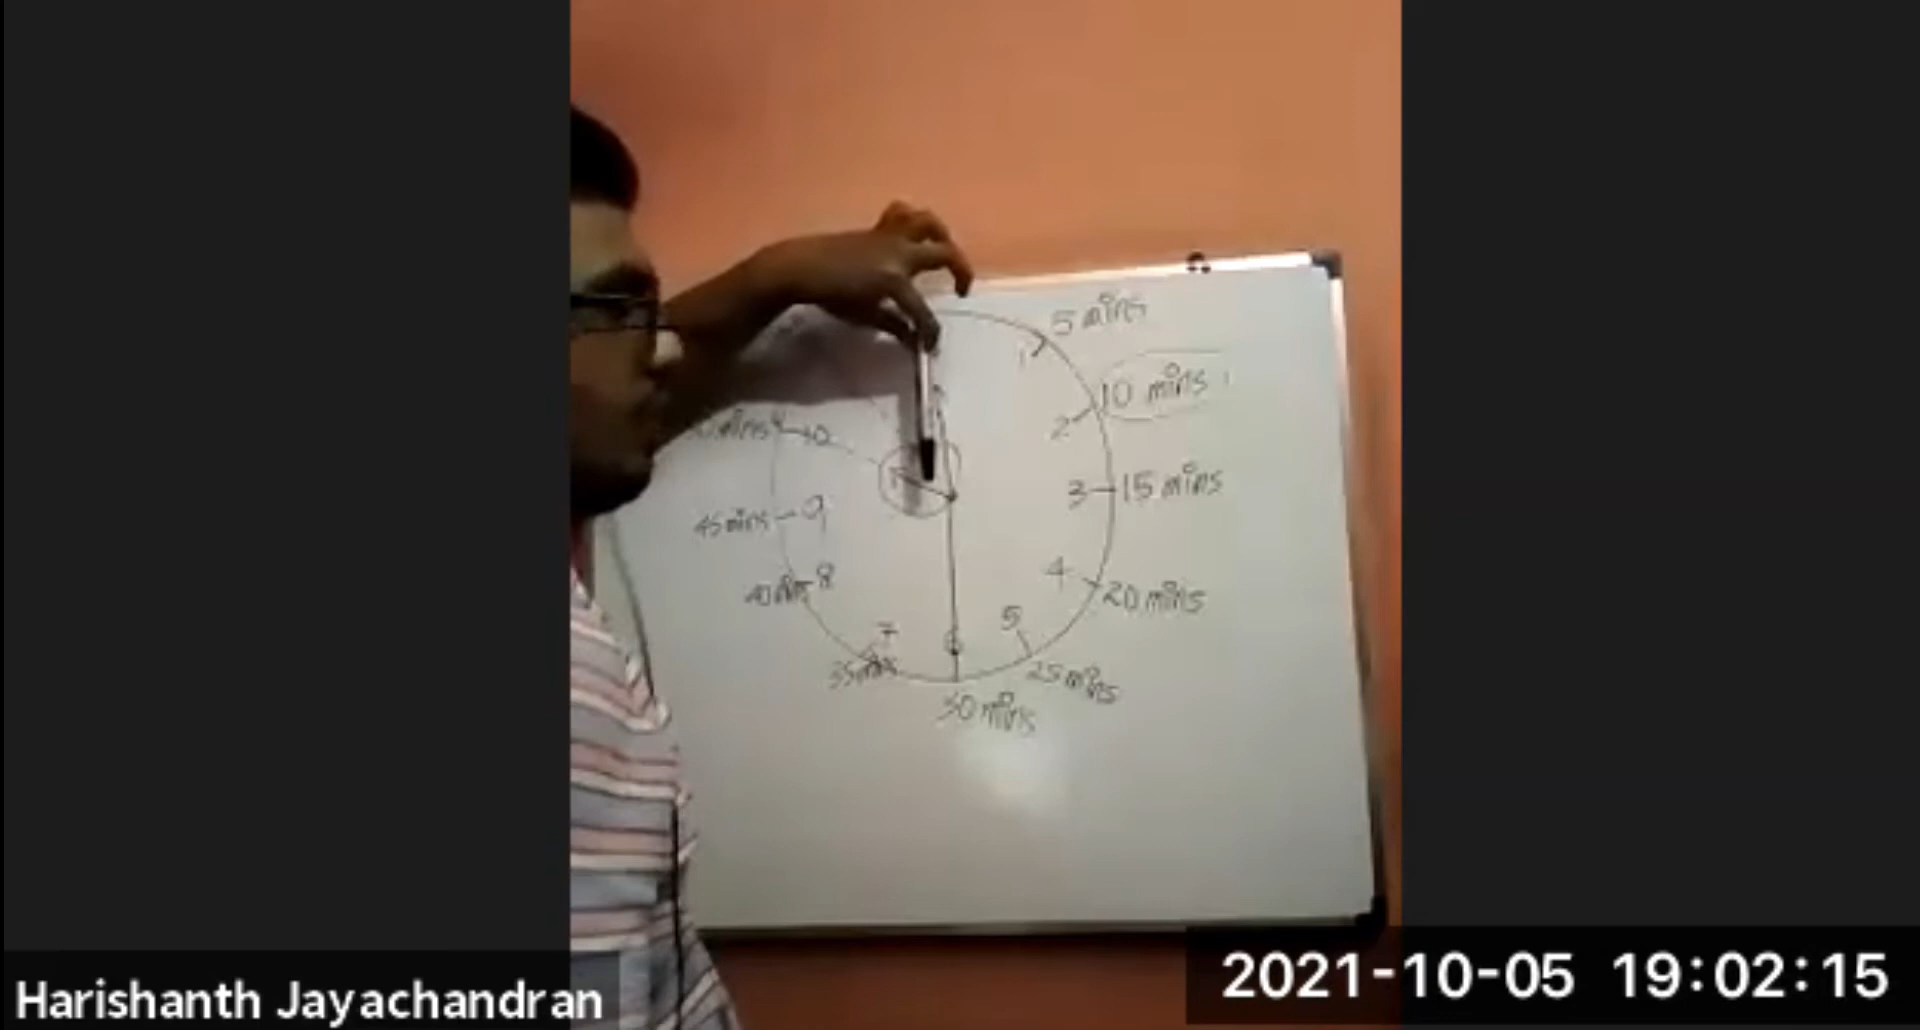 5 mins
1
10 mins
2
10
3 15 mins
45 mins 9
4
20 mins
40 mins 8
5
7
6
25 mins
35 mins
30 mins
Harishanth Jayachandran
2021-10-05 19:02:15